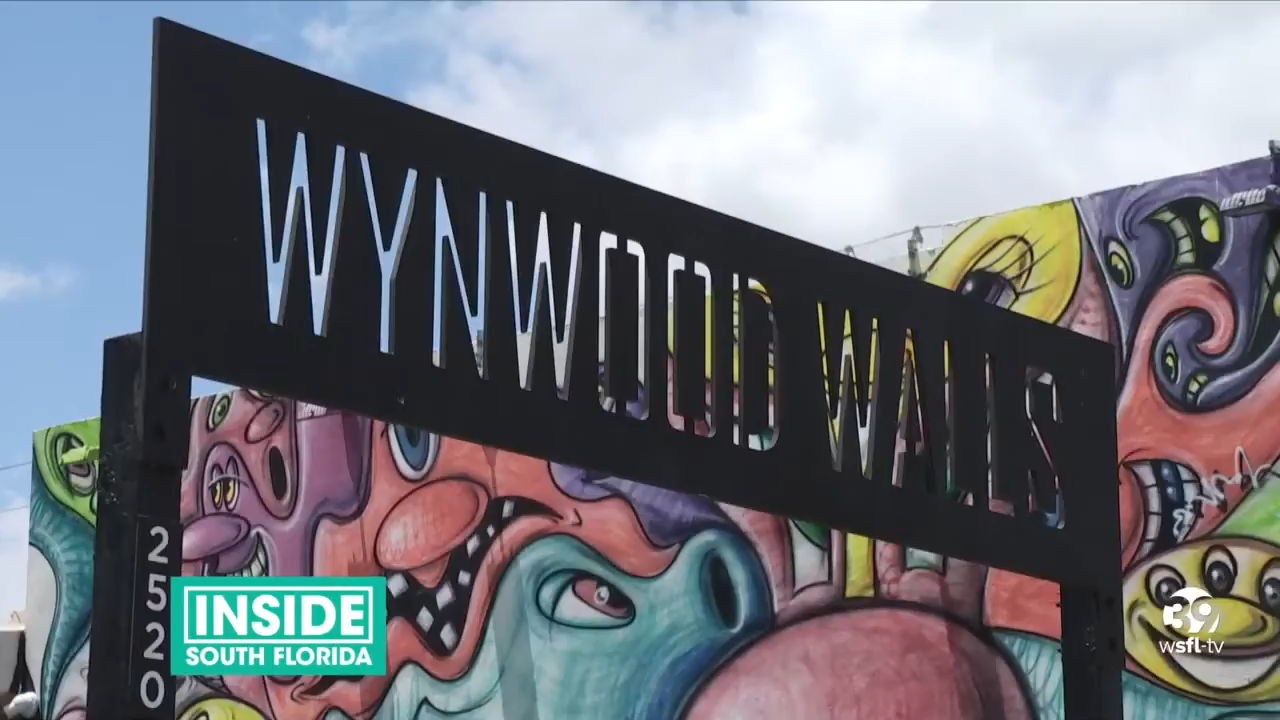 WYNWOOD WALLS
2520
INSIDE
SOUTH FLORIDA
39
wsfl-tv